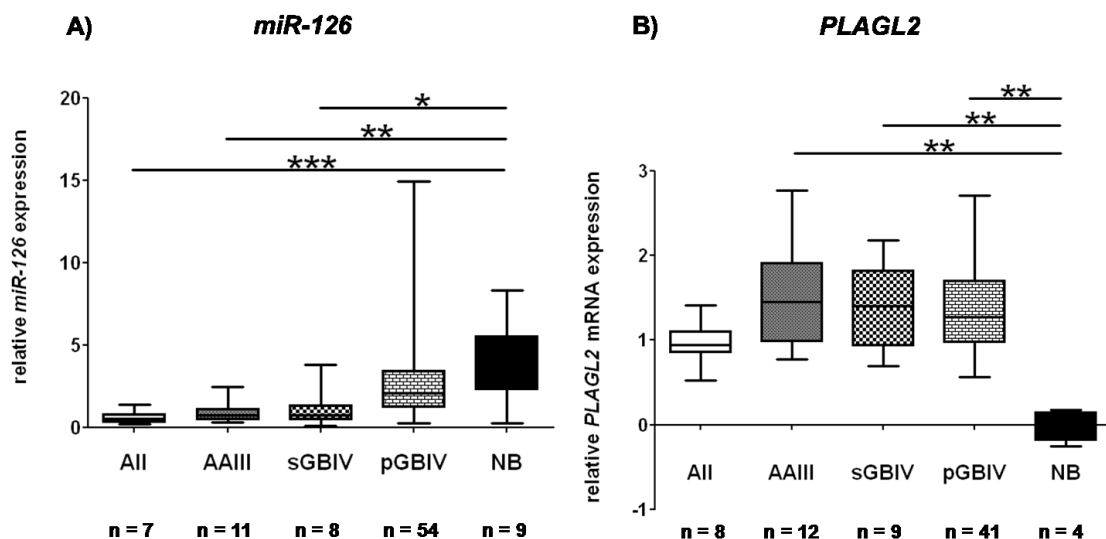 A) miR-126
relative miR-126 expression
20
15
10
5
0
*
**
***
AII AAIII sGBIV pGBIV NB
n = 7 n = 11 n = 8 n = 54 n = 9
B) PLAGL2
relative PLAGL2 mRNA expression
3
2
1
0
-1
**
**
**
AII AAIII sGBIV pGBIV NB
n = 8 n = 12 n = 9 n = 41 n = 4